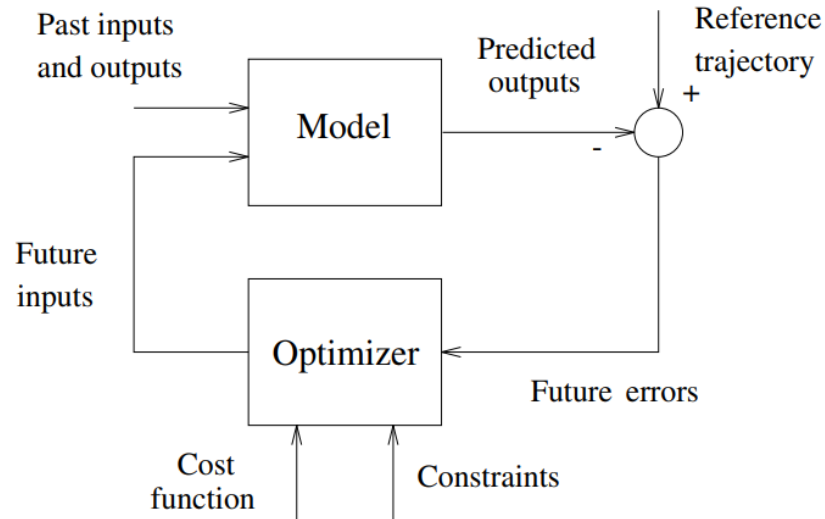 Past inputs
and outputs
Model
Predicted
outputs
Reference
trajectory
+
-
Future
inputs
Optimizer
Future errors
Cost
function
Constraints